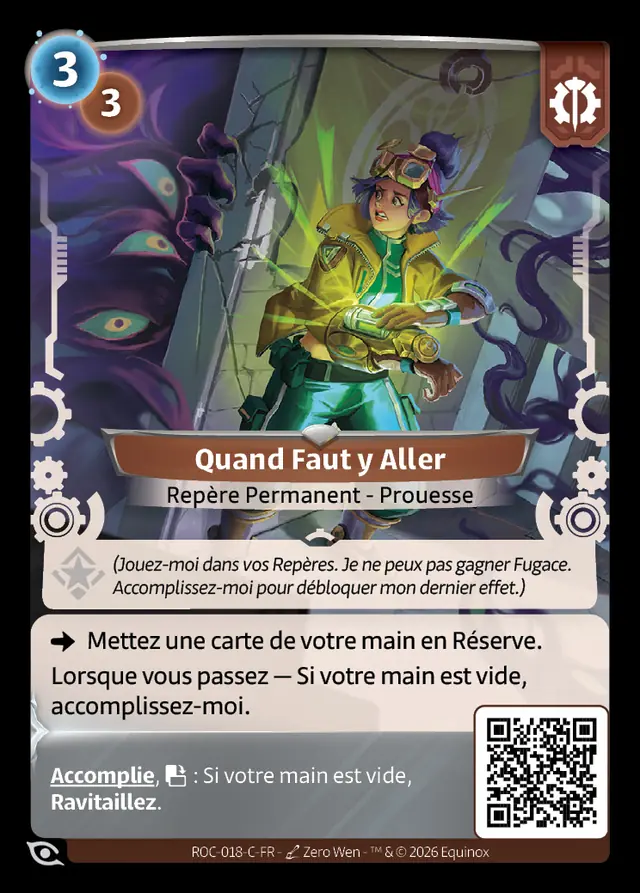 3
3
Quand Faut y Aller
Repère Permanent - Prouesse
(Jouez-moi dans vos Repères. Je ne peux pas gagner Fugace.
Accomplissez-moi pour débloquer mon dernier effet.)
Mettez une carte de votre main en Réserve.
Lorsque vous passez — Si votre main est vide,
accomplissez-moi.
Accomplie, : Si votre main est vide,
Ravitaillez.
ROC-018-C-FR - Zero Wen - ™ & © 2026 Equinox